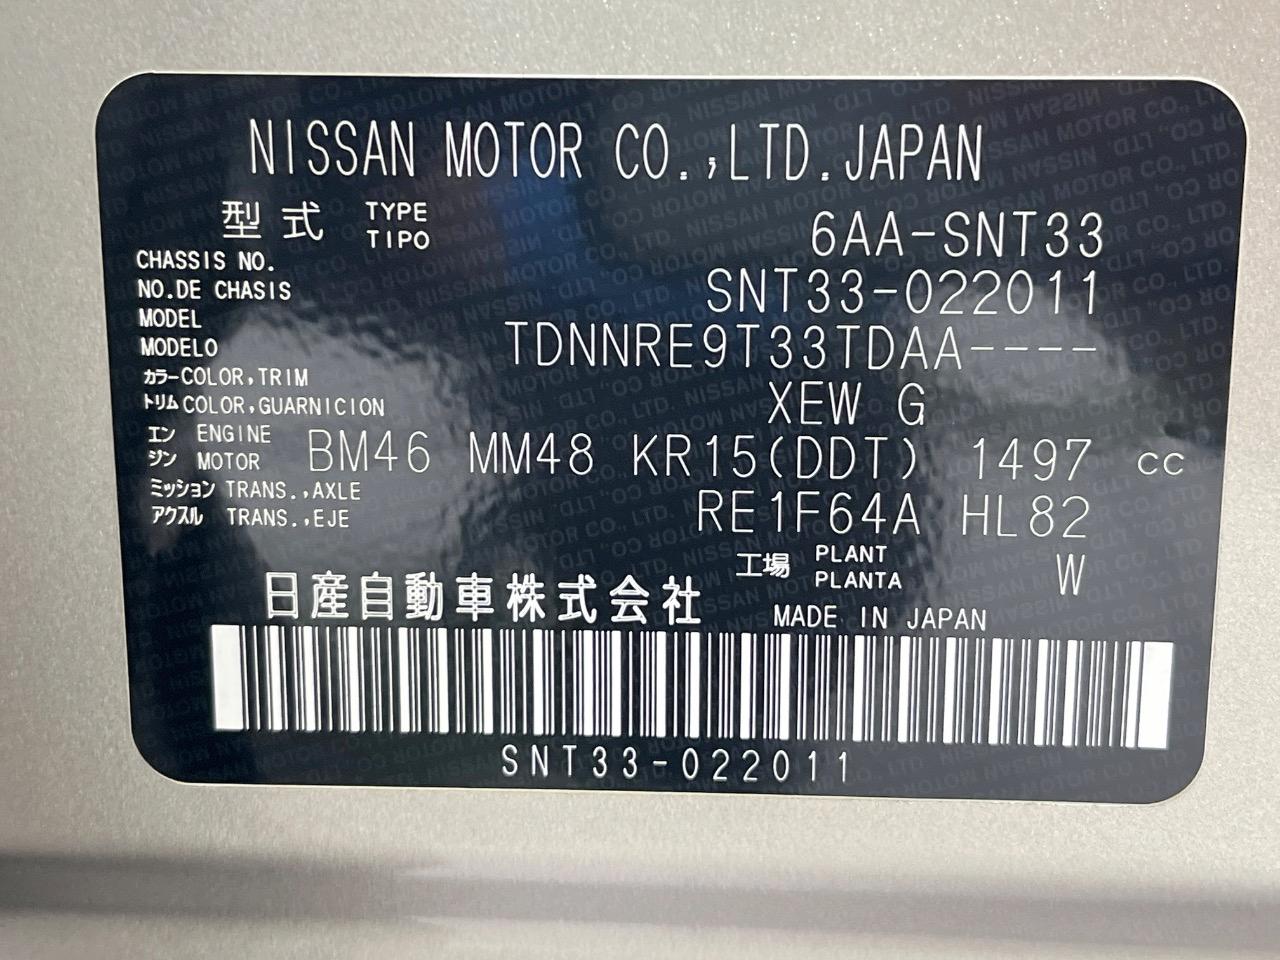 NISSAN MOTOR CO.,LTD.JAPAN
型式 TYPE TIPO 6AA-SNT33
CHASSIS NO.
NO.DE CHASIS SNT33-022011
MODEL
MODELO TDNNRE9T33TDAA----
カラー COLOR,TRIM
トリム COLOR,GUARNICION XEW G
エンジン ENGINE MOTOR BM46 MM48 KR15(DDT) 1497 cc
ミッション TRANS.,AXLE
アクスル TRANS.,EJE RE1F64A HL82
工場 PLANT PLANTA W
日産自動車株式会社 MADE IN JAPAN
SNT33-022011